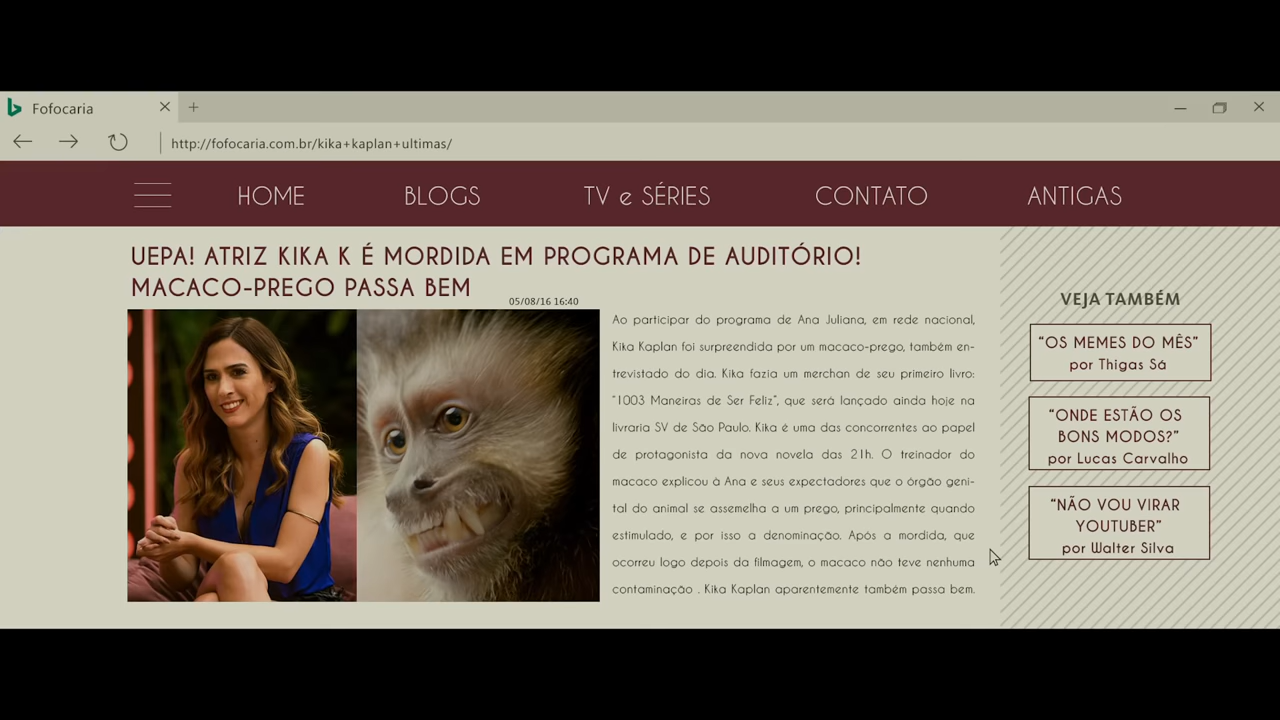 Fofocaria
http://fofocaria.com.br/kika+kaplan+ultimas/
HOME BLOGS TV e SÉRIES CONTATO ANTIGAS
UEPA! ATRIZ KIKA K É MORDIDA EM PROGRAMA DE AUDITÓRIO!
MACACO-PREGO PASSA BEM
05/08/16 16:40
Ao participar do programa de Ana Juliana, em rede nacional,
Kika Kaplan foi surpreendida por um macaco-prego, também en-
trevistado do dia. Kika fazia um merchan de seu primeiro livro:
"1003 Maneiras de Ser Feliz", que será lançado ainda hoje na
livraria SV de São Paulo. Kika é uma das concorrentes ao papel
de protagonista da nova novela das 21h. O treinador do
macaco explicou à Ana e seus expectadores que o órgão geni-
tal do animal se assemelha a um prego, principalmente quando
estimulado, e por isso a denominação. Após a mordida, que
ocorreu logo depois da filmagem, o macaco não teve nenhuma
contaminação . Kika Kaplan aparentemente também passa bem.
VEJA TAMBÉM
"OS MEMES DO MÊS"
por Thigas Sá
"ONDE ESTÃO OS
BONS MODOS?"
por Lucas Carvalho
"NÃO VOU VIRAR
YOUTUBER"
por Walter Silva